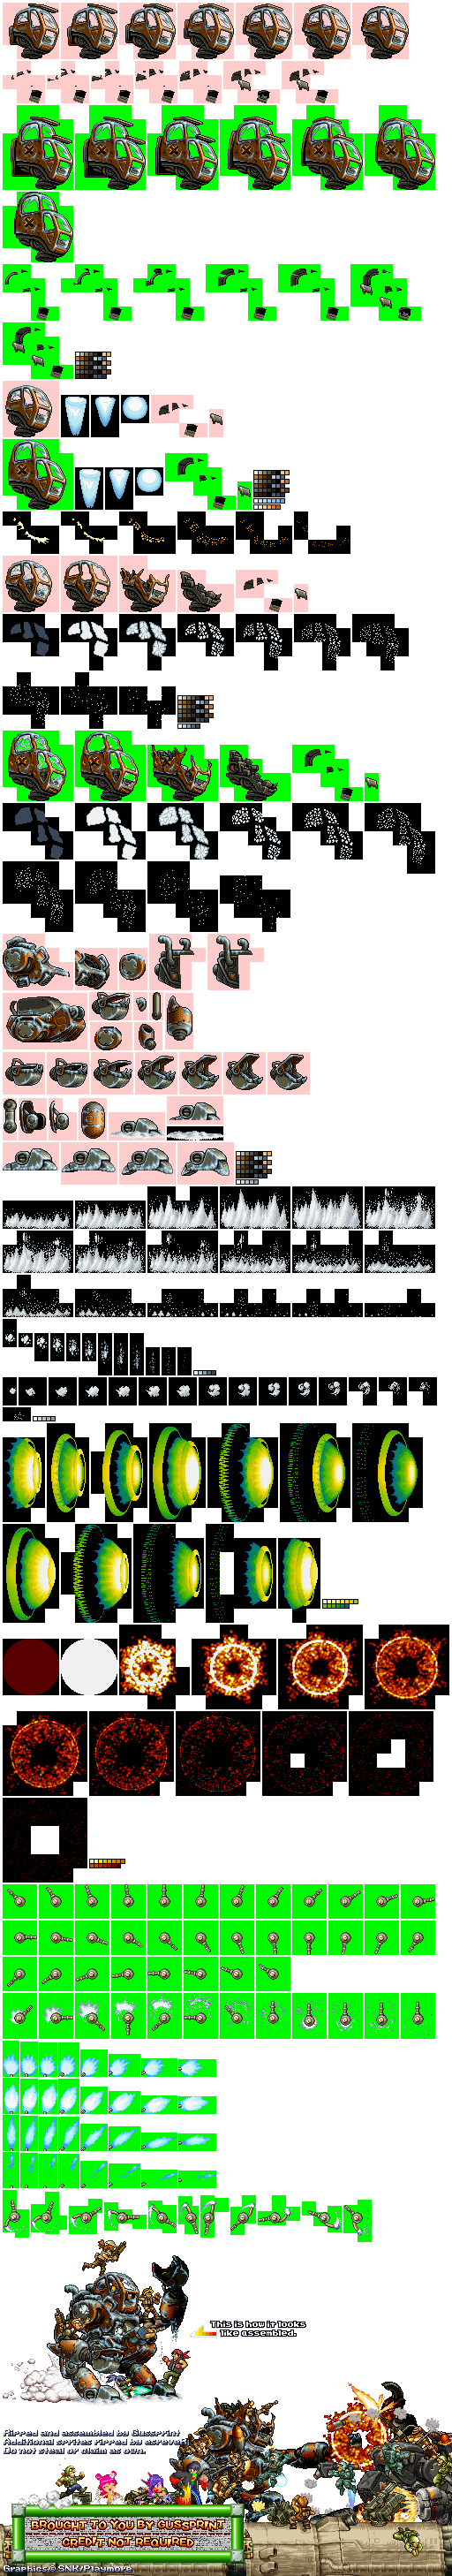 This is how it looks
like assembled.
Ripped and assembled by Gussprint
Additional sprites ripped by esrever
Do not steal or claim as own.
BROUGHT TO YOU BY GUSSPRINT
CREDIT NOT REQUIRED
Graphics © SNK/Playmore